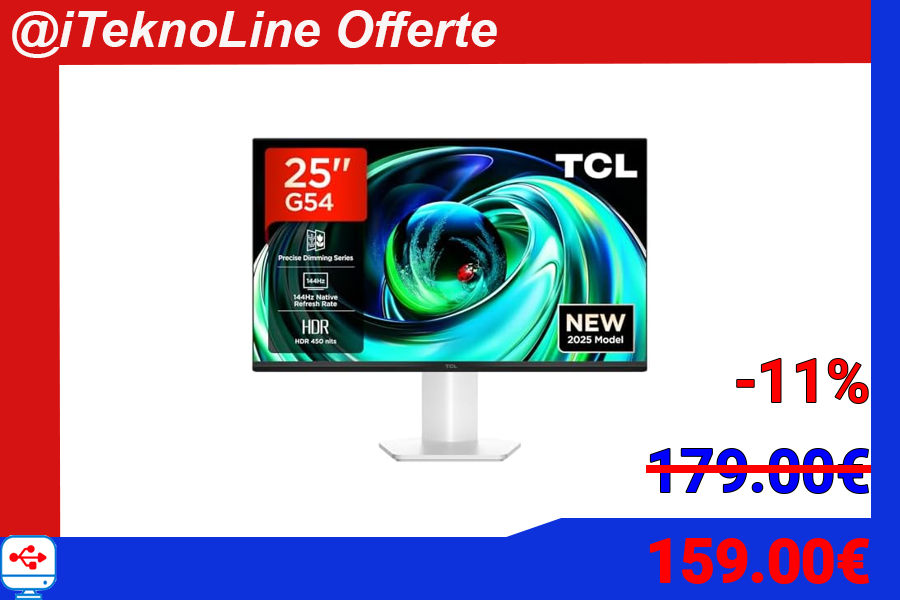 @iTeknoLine Offerte
25"
G54
Precise Dimming Series
144Hz
144Hz Native
Refresh Rate
HDR
HDR 450 nits
TCL
NEW
2025 Model
TCL
-11%
179.00€
159.00€